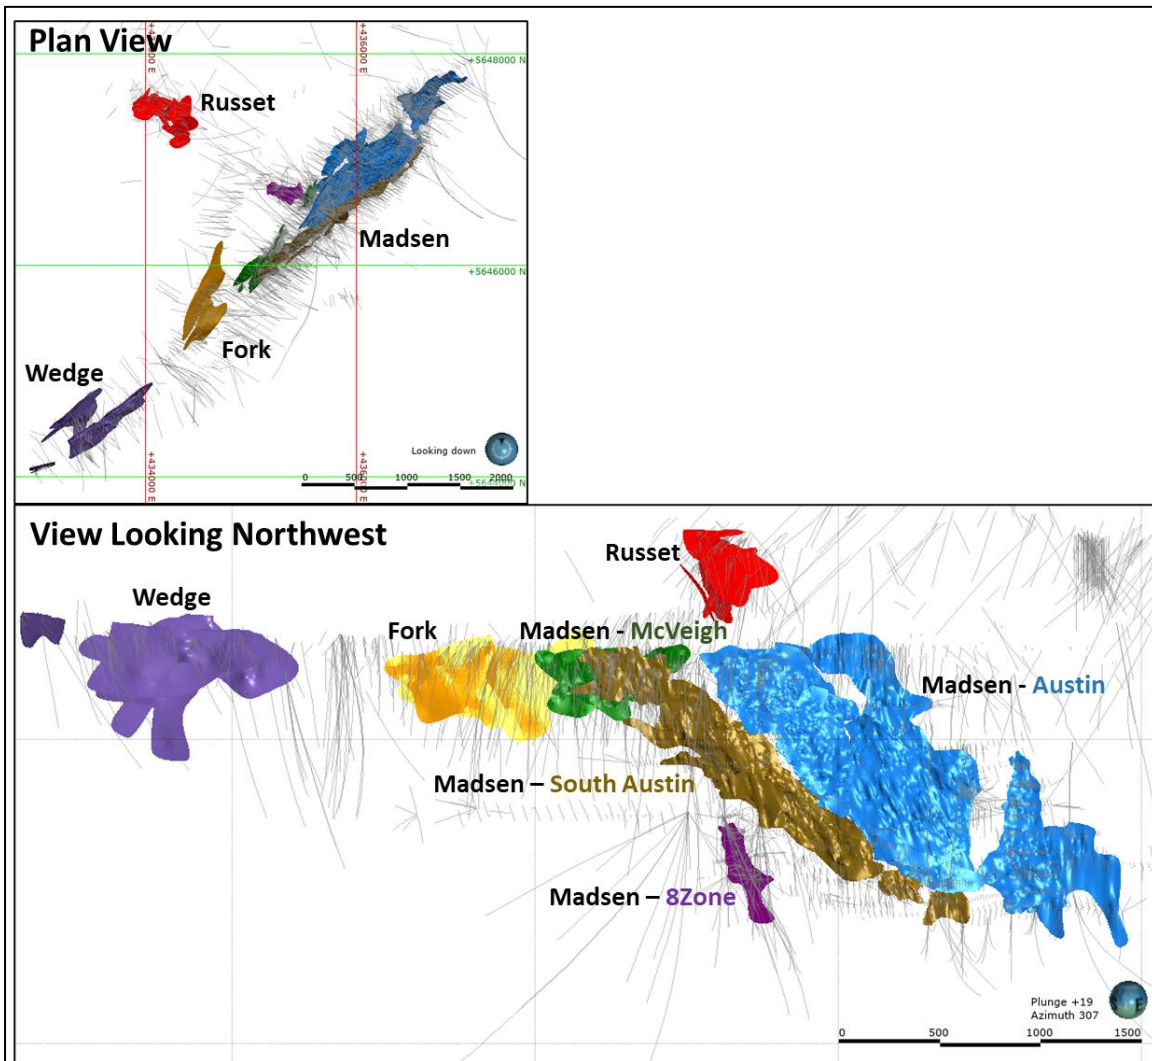 Plan View
+5648000 N
+436000 E
Russet
Madsen
+5646000 N
Fork
Wedge
Looking down
+434000 E
+436000 E
0 500 1000 1500 2000
View Looking Northwest
Russet
Wedge
Fork
Madsen - McVeigh
Madsen - Austin
Madsen – South Austin
Madsen – 8Zone
Plunge +19
Azimuth 307
0 500 1000 1500